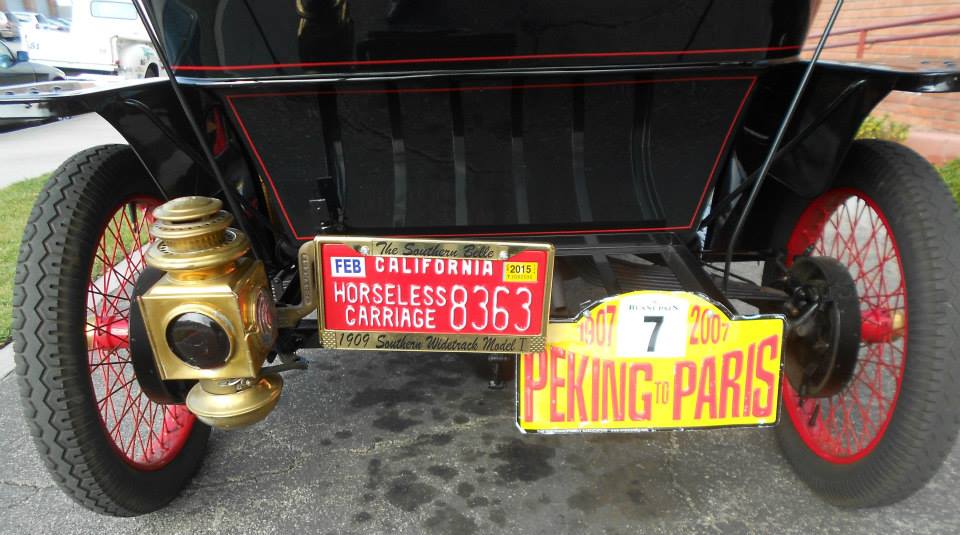 The Southern Belle
FEB CALIFORNIA 2015
HORSELESS
CARRIAGE 8363
1909 Southern Widetrack Model T
BLANCPAIN
1907 7 2007
PEKING TO PARIS